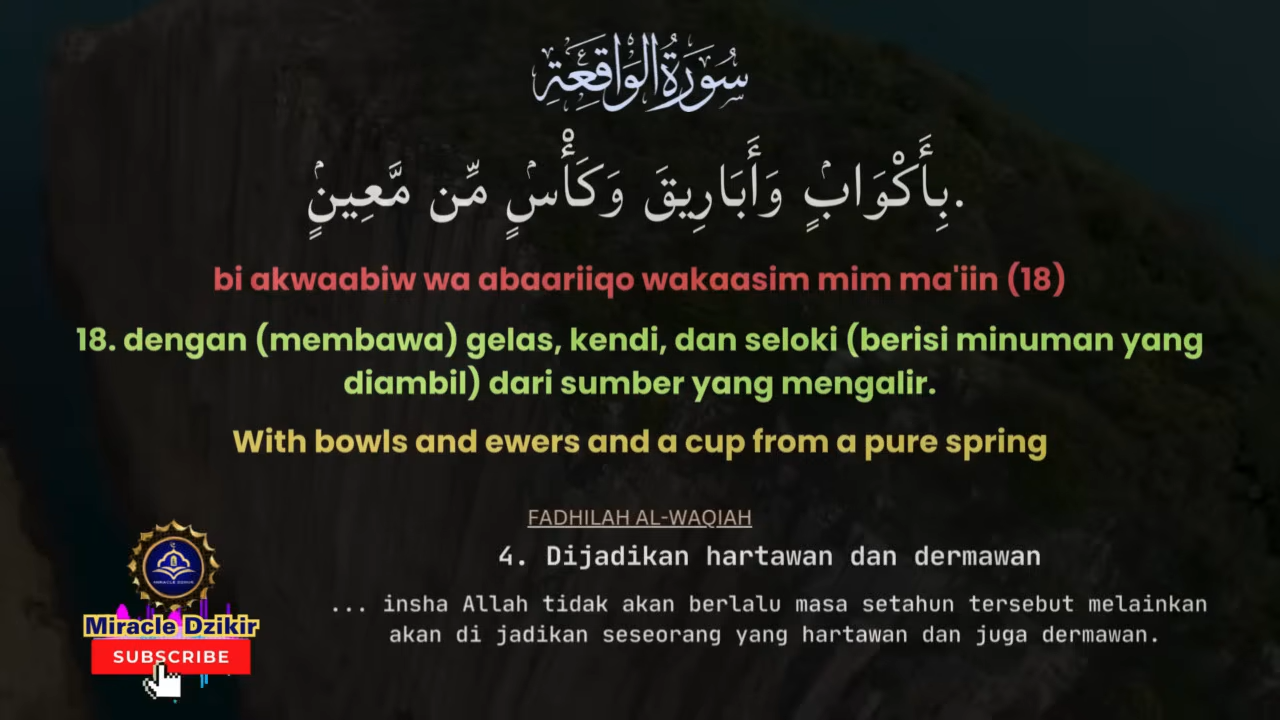 سُورَةُ الوَاقِعَةِ
بِأَكْوَابٍۢ وَأَبَارِيقَ وَكَأْسٍۢ مِّن مَّعِينٍۢ.
bi akwaabiw wa abaariiqo wakaasim mim ma'iin (18)
18. dengan (membawa) gelas, kendi, dan seloki (berisi minuman yang
diambil) dari sumber yang mengalir.
With bowls and ewers and a cup from a pure spring
FADHILAH AL-WAQIAH
4. Dijadikan hartawan dan dermawan
... insha Allah tidak akan berlalu masa setahun tersebut melainkan
akan di jadikan seseorang yang hartawan dan juga dermawan.
MIRACLE DZIKIR
Miracle Dzikir
SUBSCRIBE